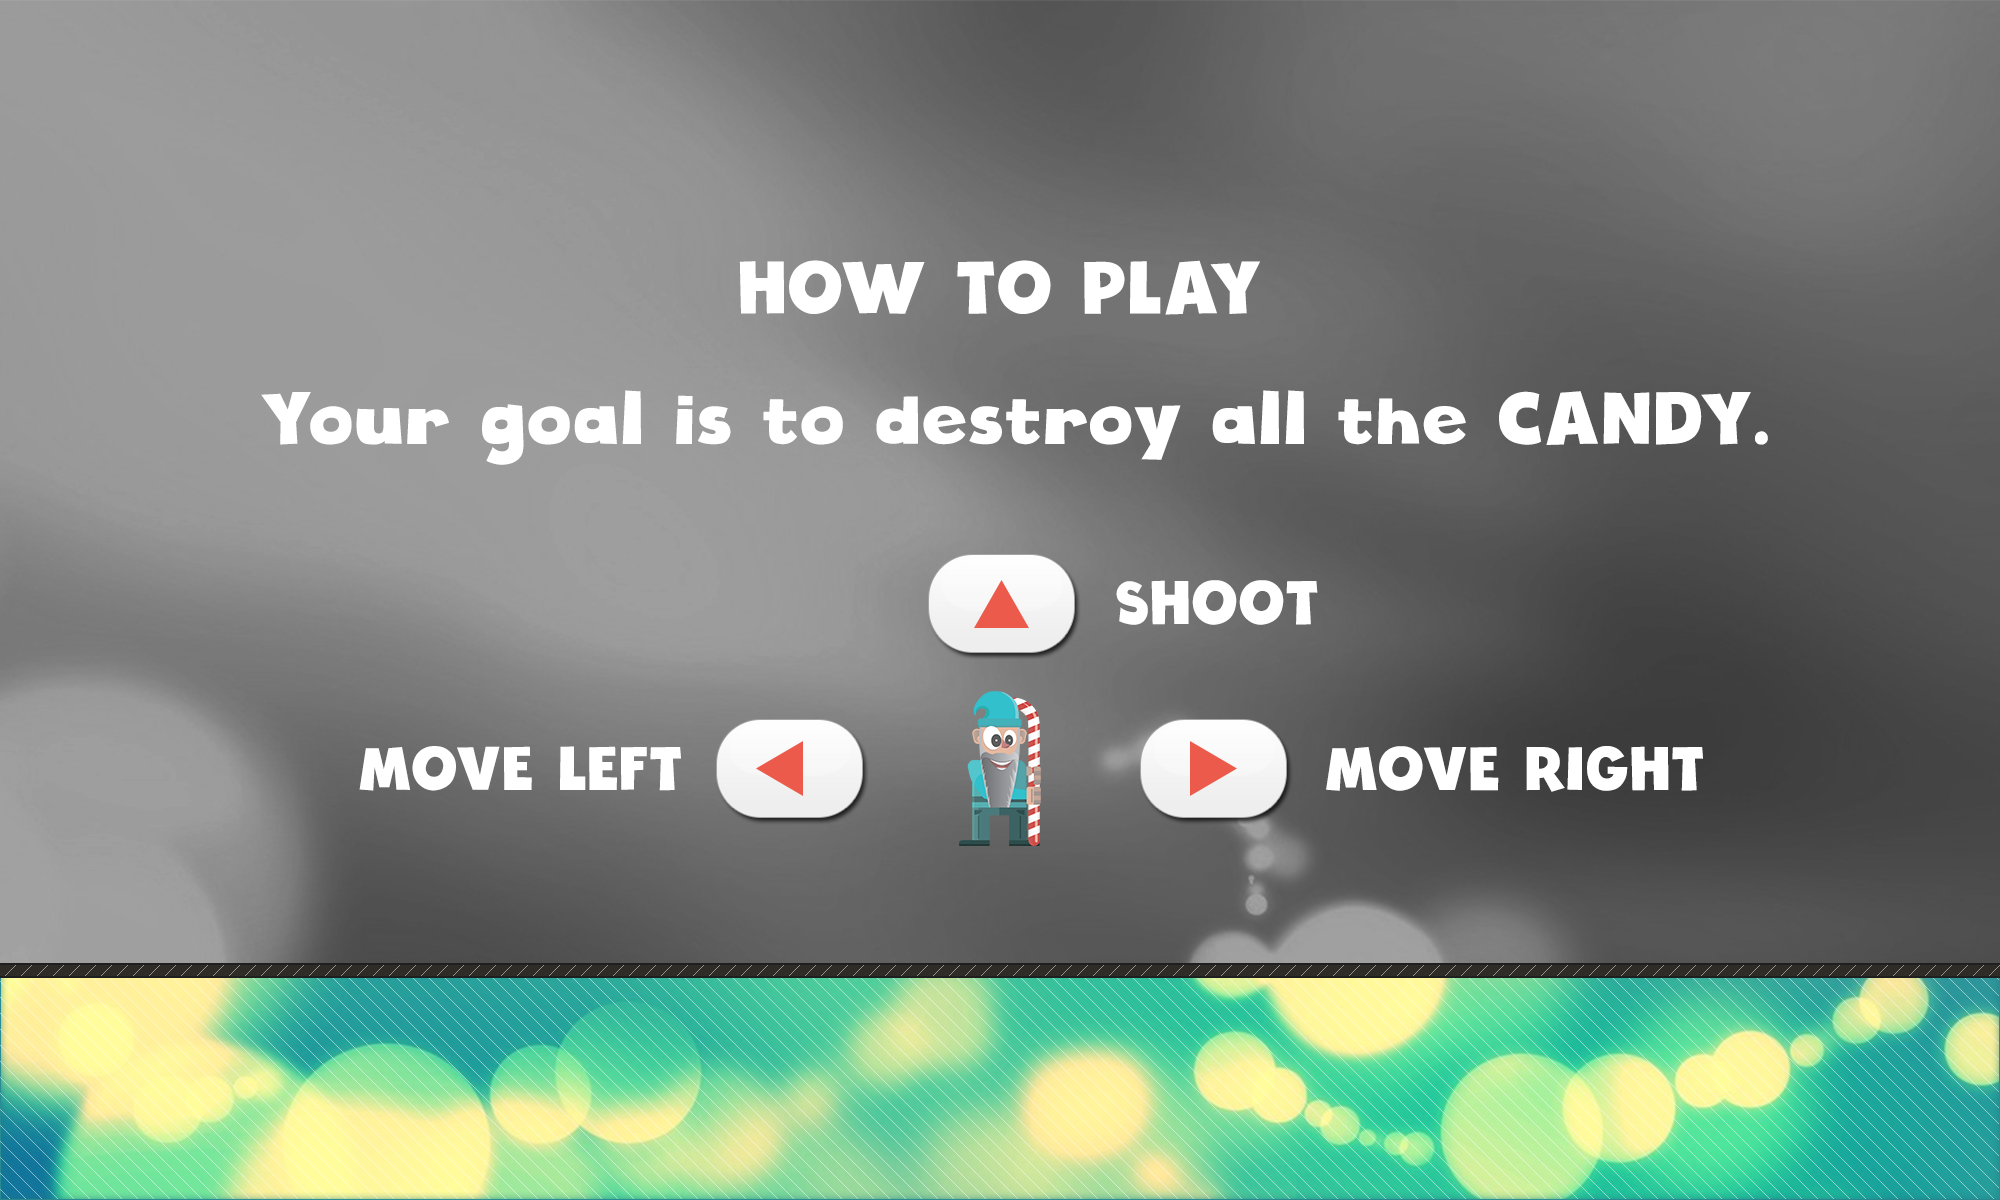 HOW TO PLAY
Your goal is to destroy all the CANDY.
SHOOT
MOVE LEFT
MOVE RIGHT